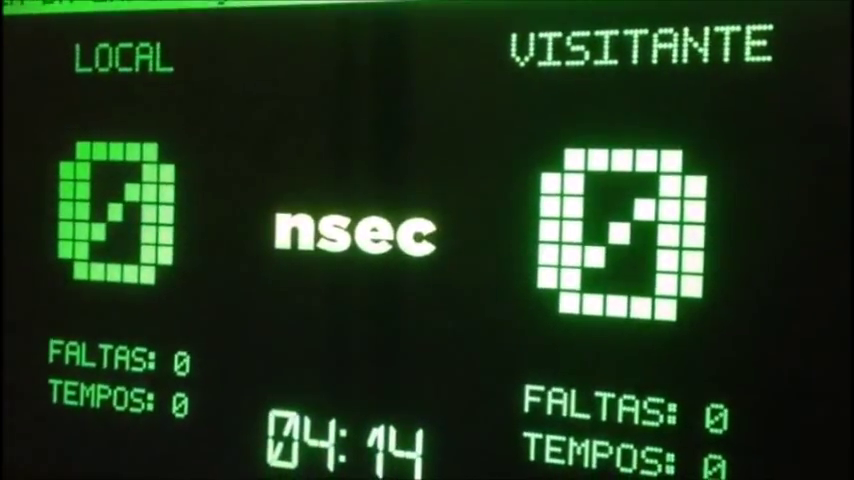 LOCAL
VISITANTE
0
0
nsec
FALTAS: 0
TEMPOS: 0
FALTAS: 0
TEMPOS: 0
04:14